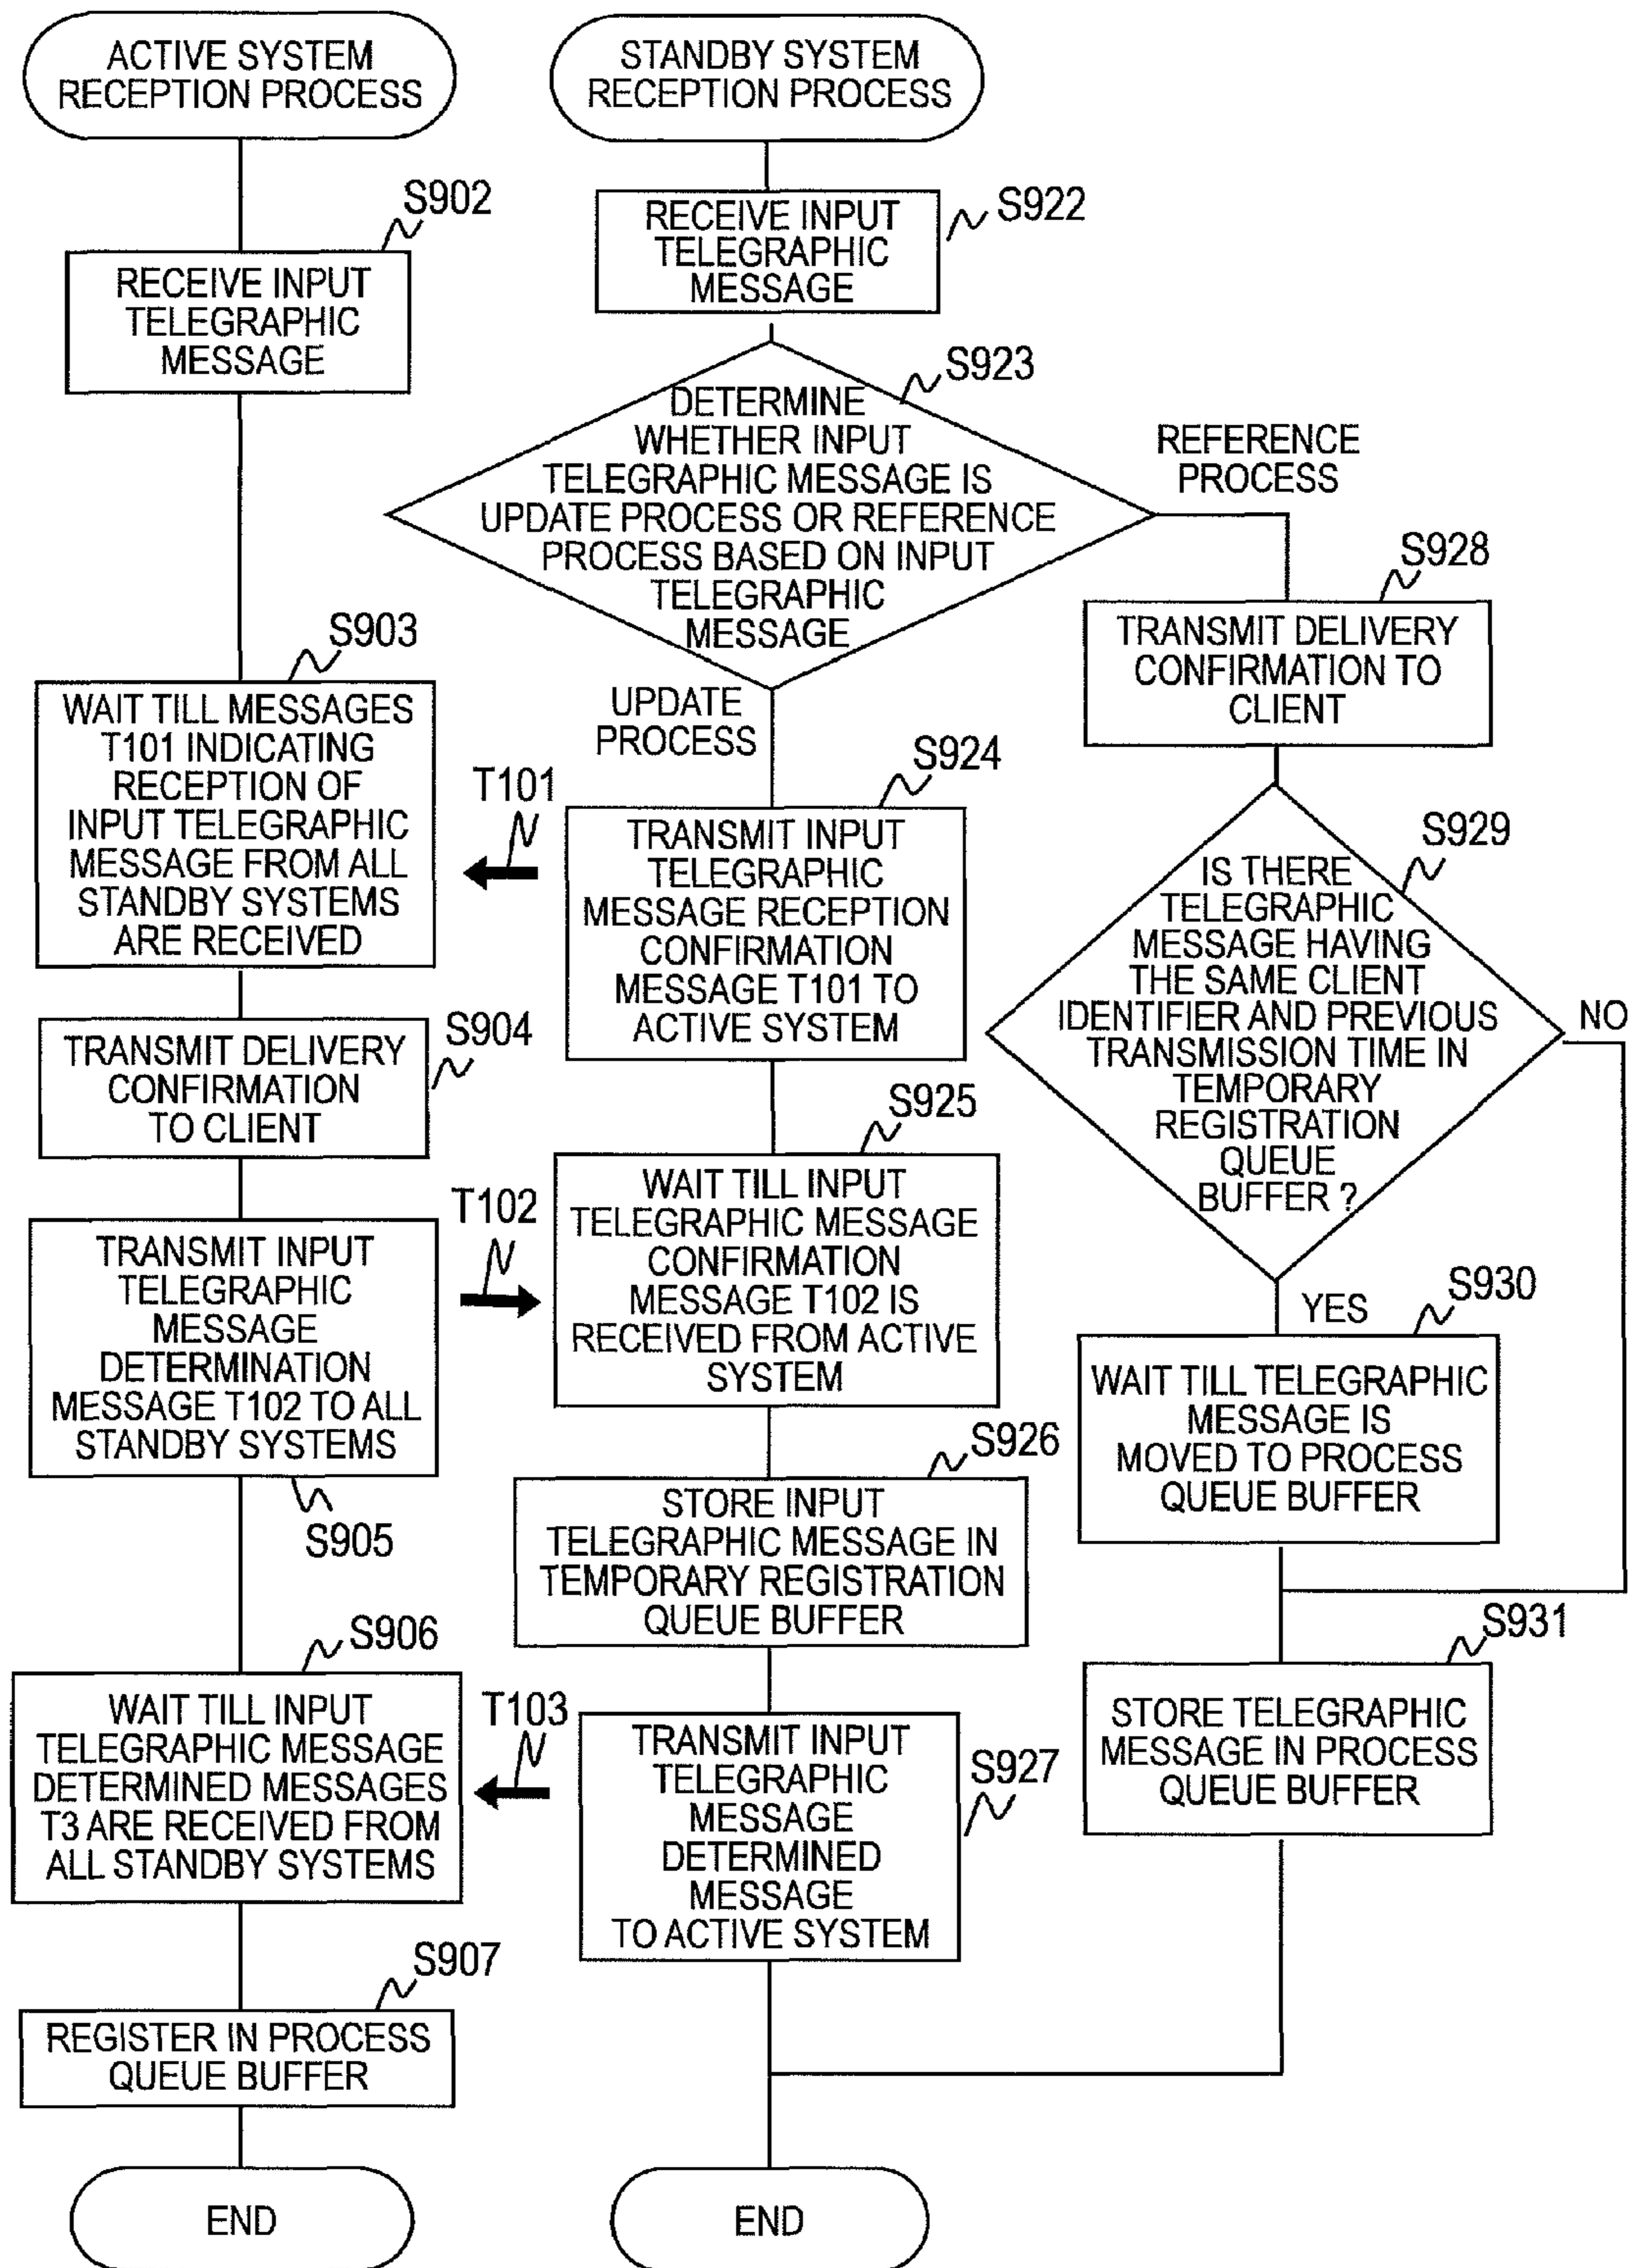 ACTIVE SYSTEM
RECEPTION PROCESS
S902
RECEIVE INPUT
TELEGRAPHIC
MESSAGE
S903
WAIT TILL MESSAGES
T101 INDICATING
RECEPTION OF
INPUT TELEGRAPHIC
MESSAGE FROM ALL
STANDBY SYSTEMS
ARE RECEIVED
T101
S904
TRANSMIT DELIVERY
CONFIRMATION
TO CLIENT
T102
TRANSMIT INPUT
TELEGRAPHIC
MESSAGE
DETERMINATION
MESSAGE T102 TO ALL
STANDBY SYSTEMS
S905
S906
WAIT TILL INPUT
TELEGRAPHIC MESSAGE
DETERMINED MESSAGES
T3 ARE RECEIVED FROM
ALL STANDBY SYSTEMS
T103
S907
REGISTER IN PROCESS
QUEUE BUFFER
END
STANDBY SYSTEM
RECEPTION PROCESS
RECEIVE INPUT
TELEGRAPHIC
MESSAGE
S922
S923
DETERMINE
WHETHER INPUT
TELEGRAPHIC MESSAGE IS
UPDATE PROCESS OR REFERENCE
PROCESS BASED ON INPUT
TELEGRAPHIC
MESSAGE
UPDATE
PROCESS
S924
TRANSMIT INPUT
TELEGRAPHIC
MESSAGE RECEPTION
CONFIRMATION
MESSAGE T101 TO
ACTIVE SYSTEM
S925
WAIT TILL INPUT
TELEGRAPHIC MESSAGE
CONFIRMATION
MESSAGE T102 IS
RECEIVED FROM ACTIVE
SYSTEM
S926
STORE INPUT
TELEGRAPHIC MESSAGE IN
TEMPORARY REGISTRATION
QUEUE BUFFER
TRANSMIT INPUT
TELEGRAPHIC
MESSAGE
DETERMINED
MESSAGE
TO ACTIVE SYSTEM
S927
END
REFERENCE
PROCESS
S928
TRANSMIT DELIVERY
CONFIRMATION TO
CLIENT
S929
IS THERE
TELEGRAPHIC
MESSAGE HAVING
THE SAME CLIENT
IDENTIFIER AND PREVIOUS
TRANSMISSION TIME IN
TEMPORARY
REGISTRATION
QUEUE
BUFFER ?
NO
YES
S930
WAIT TILL TELEGRAPHIC
MESSAGE IS
MOVED TO PROCESS
QUEUE BUFFER
S931
STORE TELEGRAPHIC
MESSAGE IN PROCESS
QUEUE BUFFER